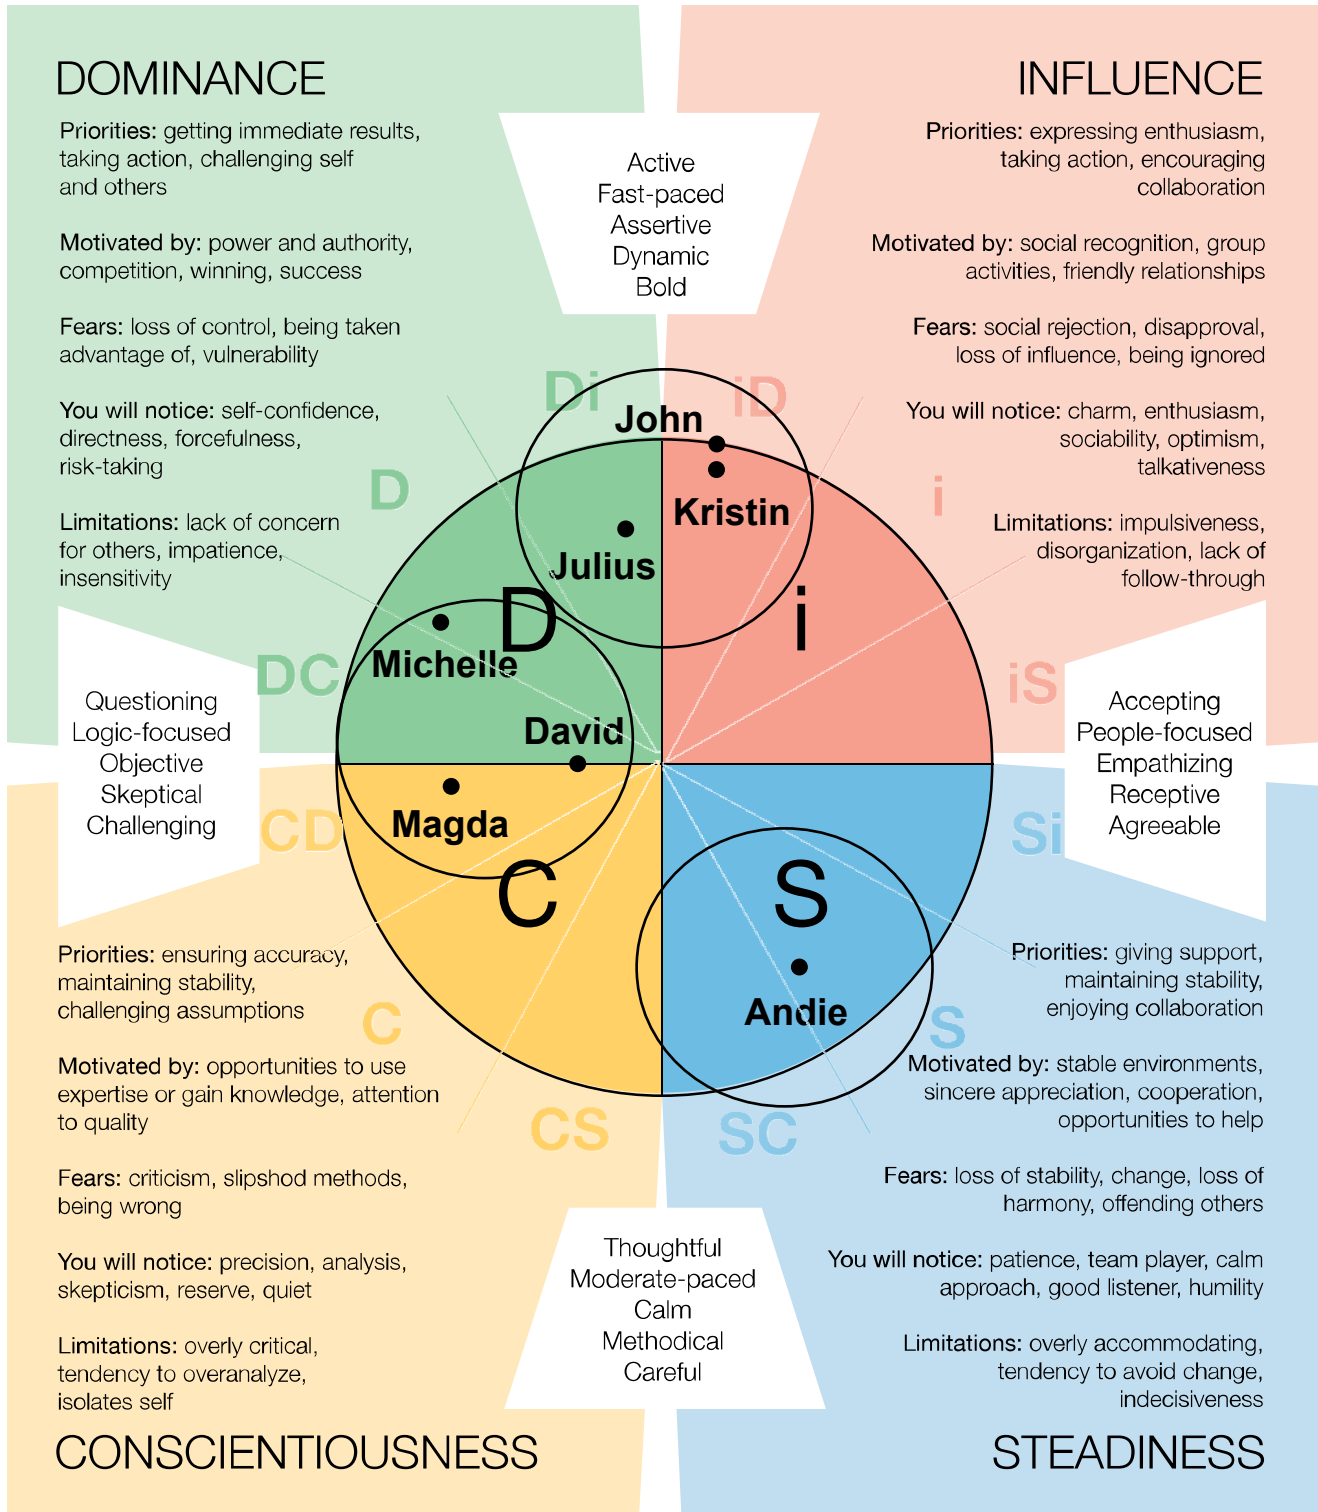 DOMINANCE
Priorities: getting immediate results,
taking action, challenging self
and others
Motivated by: power and authority,
competition, winning, success
Fears: loss of control, being taken
advantage of, vulnerability
You will notice: self-confidence,
directness, forcefulness,
risk-taking
Limitations: lack of concern
for others, impatience,
insensitivity
INFLUENCE
Priorities: expressing enthusiasm,
taking action, encouraging
collaboration
Motivated by: social recognition, group
activities, friendly relationships
Fears: social rejection, disapproval,
loss of influence, being ignored
You will notice: charm, enthusiasm,
sociability, optimism,
talkativeness
Limitations: impulsiveness,
disorganization, lack of
follow-through
Active
Fast-paced
Assertive
Dynamic
Bold
Di
iD
D
i
DC
iS
CD
Si
C
S
CS
SC
John
Kristin
Julius
D
i
Michelle
David
Magda
C
S
Andie
Questioning
Logic-focused
Objective
Skeptical
Challenging
Accepting
People-focused
Empathizing
Receptive
Agreeable
Priorities: ensuring accuracy,
maintaining stability,
challenging assumptions
Motivated by: opportunities to use
expertise or gain knowledge, attention
to quality
Fears: criticism, slipshod methods,
being wrong
You will notice: precision, analysis,
skepticism, reserve, quiet
Limitations: overly critical,
tendency to overanalyze,
isolates self
CONSCIENTIOUSNESS
Priorities: giving support,
maintaining stability,
enjoying collaboration
Motivated by: stable environments,
sincere appreciation, cooperation,
opportunities to help
Fears: loss of stability, change, loss of
harmony, offending others
You will notice: patience, team player, calm
approach, good listener, humility
Limitations: overly accommodating,
tendency to avoid change,
indecisiveness
STEADINESS
Thoughtful
Moderate-paced
Calm
Methodical
Careful